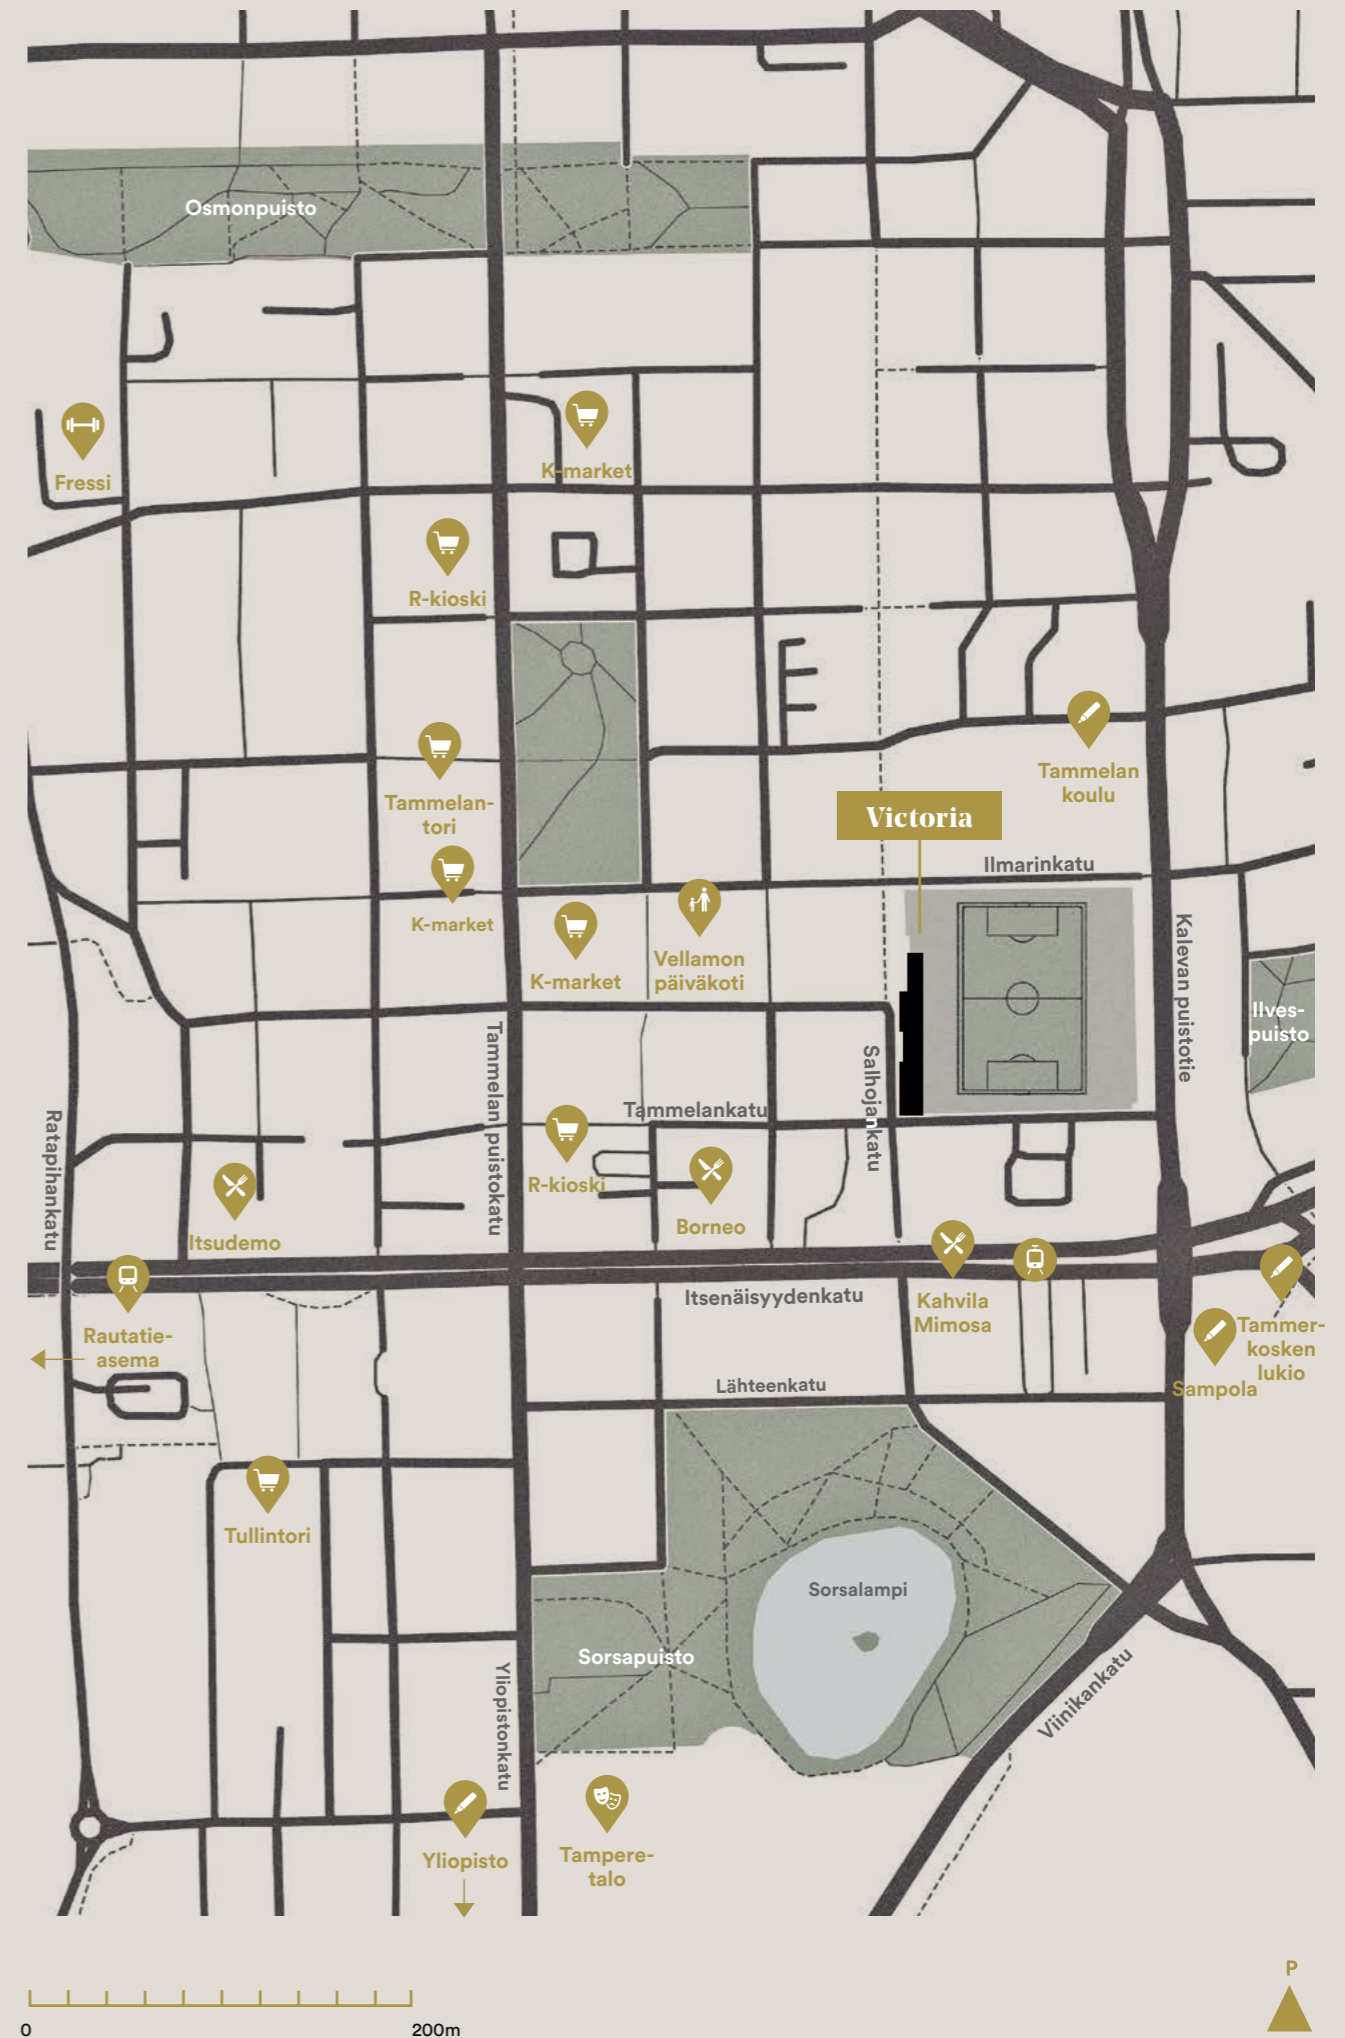 Osmonpuisto
Fressi
K-market
R-kioski
Tammelan-
tori
Tammelan
koulu
Victoria
Ilmarinkatu
K-market
K-market
Vellamon
päiväkoti
Kalevan puistotie
Ilves-
puisto
Tammelan puistokatu
Salhojankatu
Ratapihankatu
Tammelankatu
R-kioski
Borneo
Itsudemo
Itsenäisyydenkatu
Kahvila
Mimosa
Rautatie-
asema
Tammer-
kosken
lukio
Sampola
Lähteenkatu
Tullintori
Sorsalampi
Sorsapuisto
Yliopistonkatu
Viinikankatu
Yliopisto
Tampere-
talo
P
0
200m